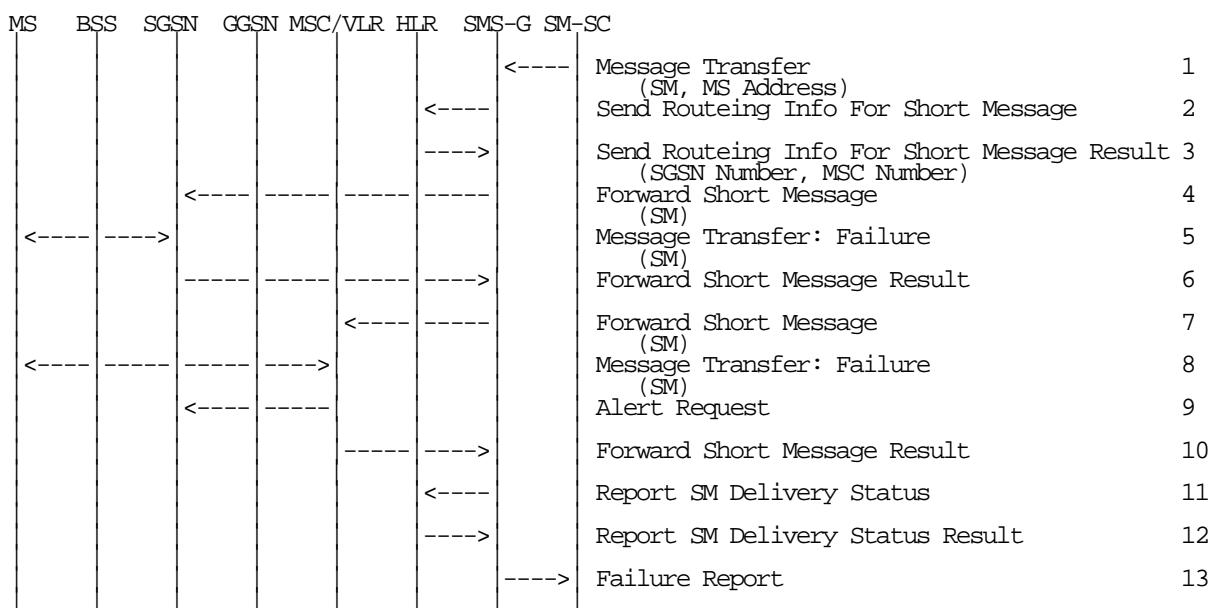 MS BSS SGSN GGSN MSC/VLR HLR SMS-G SM-SC
Message Transfer 1
(SM, MS Address)
Send Routeing Info For Short Message 2
Send Routeing Info For Short Message Result 3
(SGSN Number, MSC Number)
Forward Short Message 4
(SM)
Message Transfer: Failure 5
(SM)
Forward Short Message Result 6
Forward Short Message 7
(SM)
Message Transfer: Failure 8
(SM)
Alert Request 9
Forward Short Message Result 10
Report SM Delivery Status 11
Report SM Delivery Status Result 12
Failure Report 13